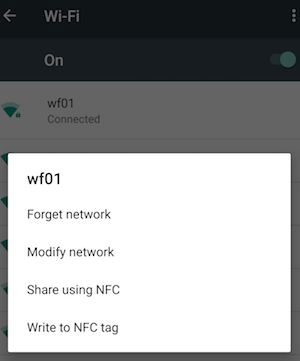 Wi-Fi
On
wf01
Connected
wf01
Forget network
Modify network
Share using NFC
Write to NFC tag